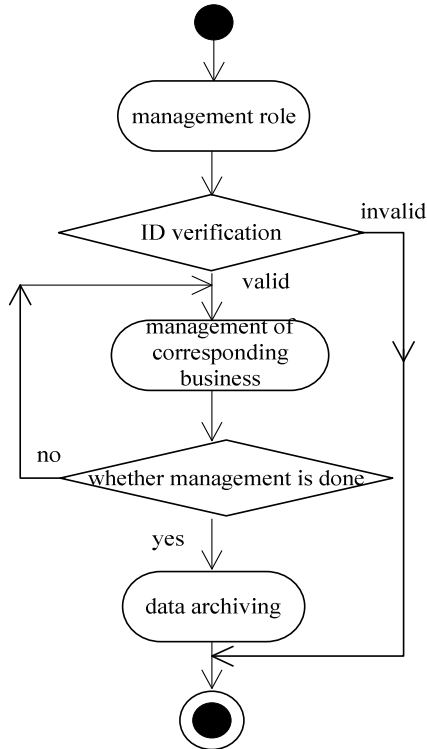 management role
invalid
ID verification
valid
management of
corresponding
business
no
whether management is done
yes
data archiving